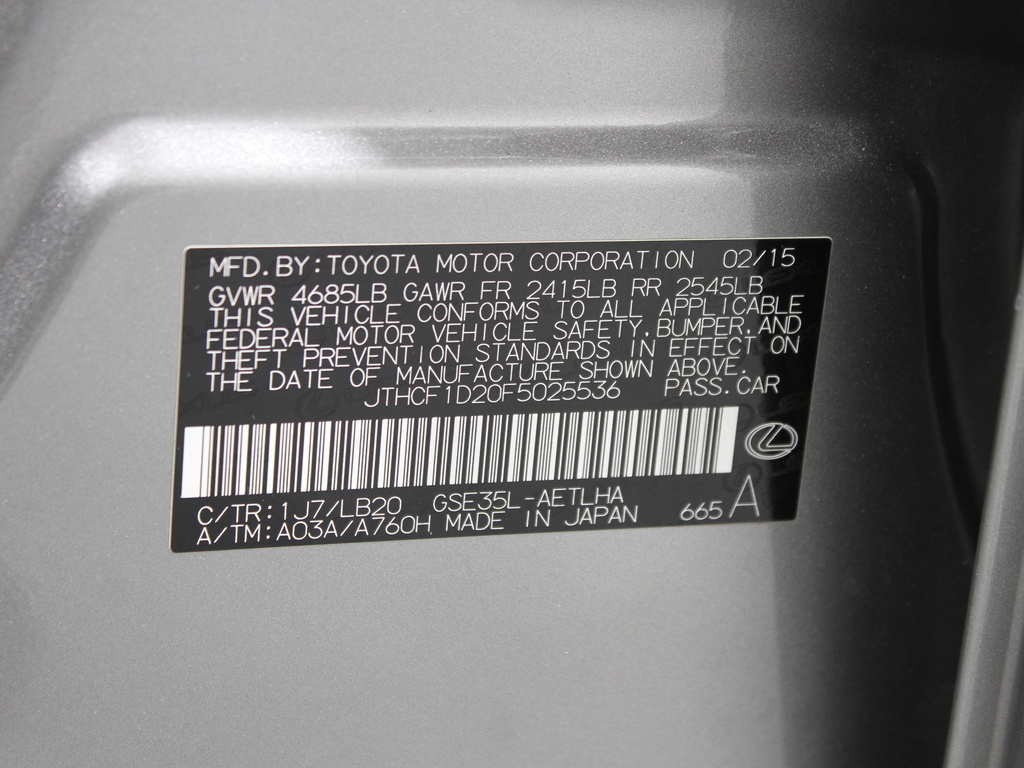 MFD.BY:TOYOTA MOTOR CORPORATION 02/15
GVWR 4685LB GAWR FR 2415LB RR 2545LB
THIS VEHICLE CONFORMS TO ALL APPLICABLE
FEDERAL MOTOR VEHICLE SAFETY, BUMPER, AND
THEFT PREVENTION STANDARDS IN EFFECT ON
THE DATE OF MANUFACTURE SHOWN ABOVE.
JTHCF1D20F5025536 PASS.CAR
C/TR:1J7/LB20 GSE35L-AETLHA
A/TM:A03A/A760H MADE IN JAPAN 665 A